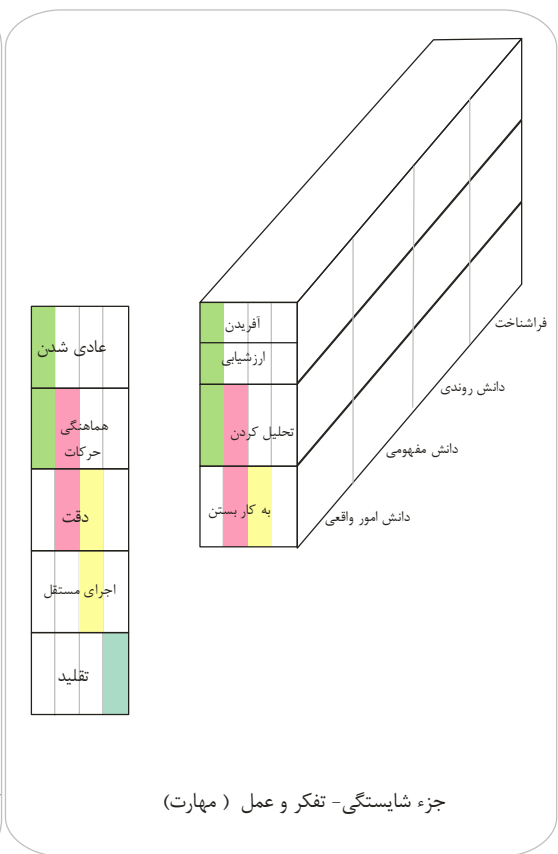 آفریدن
ارزشیابی
تحلیل کردن
به کار بستن
فراشناخت
دانش روندی
دانش مفهومی
دانش امور واقعی
عادی شدن
هماهنگی
حرکات
دقت
اجرای مستقل
تقلید
جزء شایستگی- تفکر و عمل ( مهارت)